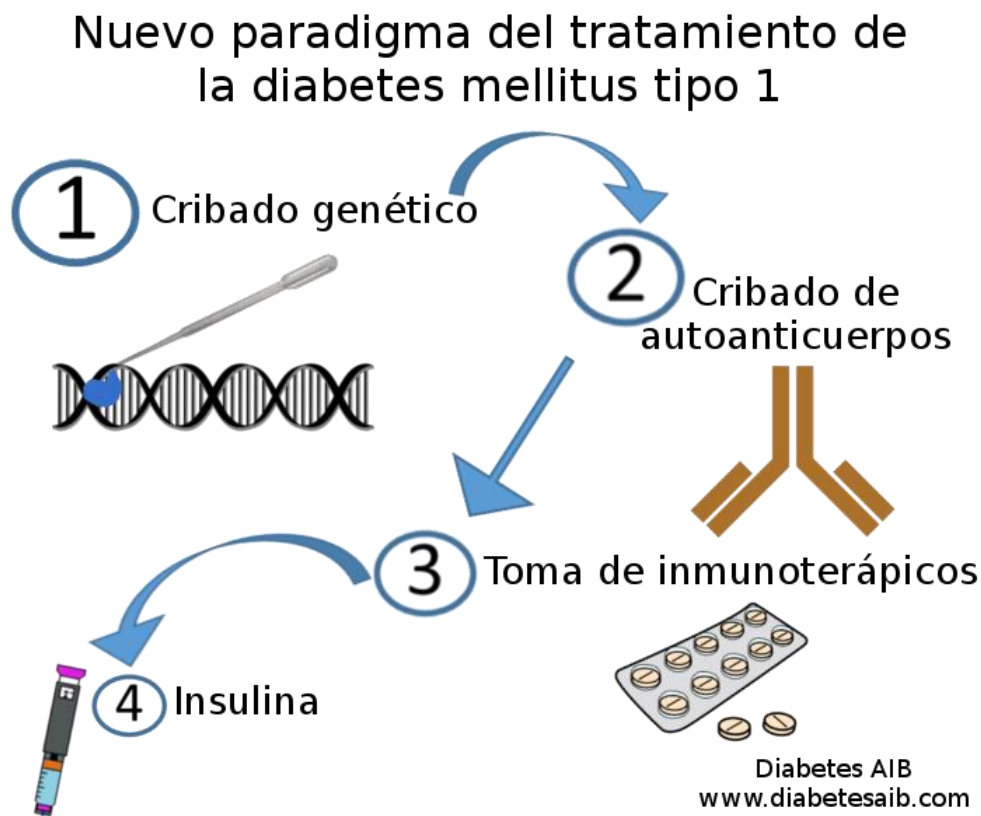 Nuevo paradigma del tratamiento de
la diabetes mellitus tipo 1
1
Cribado genético
2
Cribado de
autoanticuerpos
3
Toma de inmunoterápicos
4
Insulina
Diabetes AIB
www.diabetesaib.com